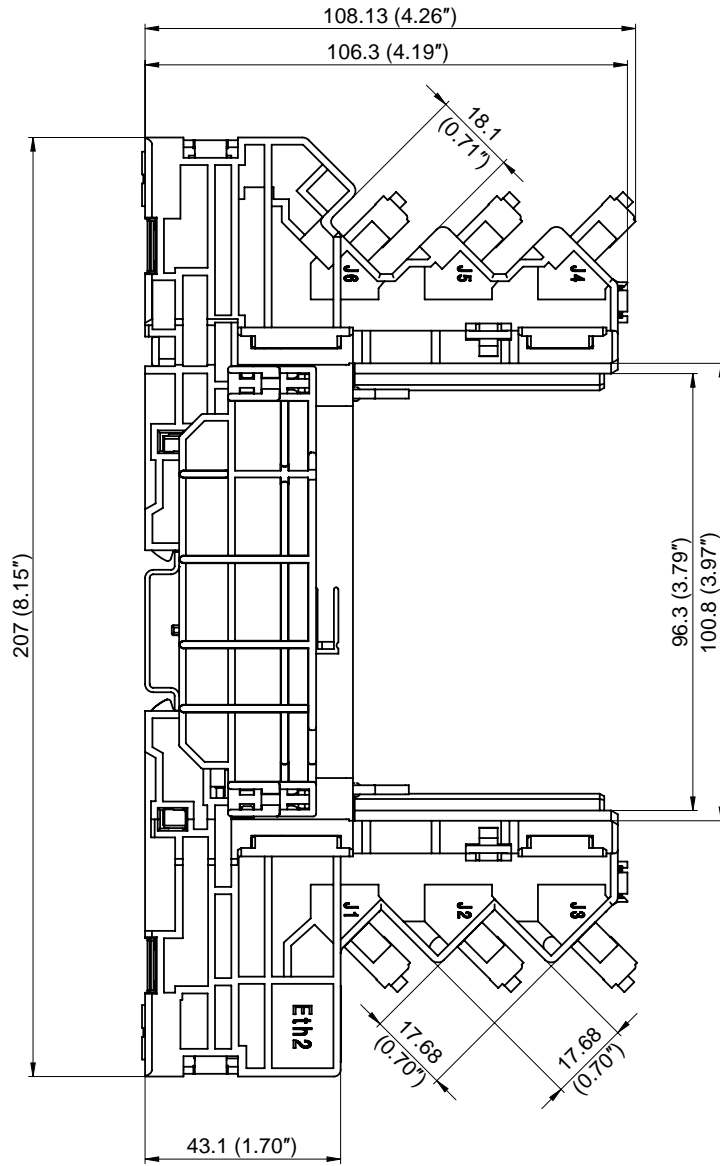 108.13 (4.26″)
106.3 (4.19″)
18.1
(0.71″)
J6
J5
J4
207 (8.15″)
96.3 (3.79″)
100.8 (3.97″)
J1
J2
J3
Eth2
17.68
(0.70″)
17.68
(0.70″)
43.1 (1.70″)